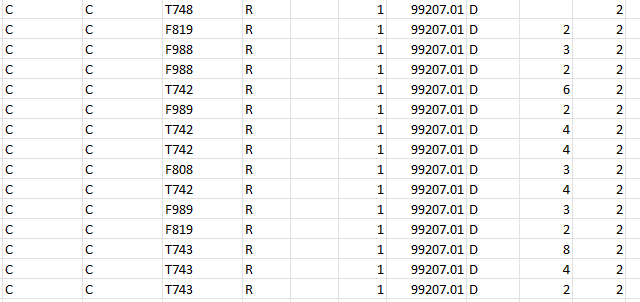 C C T748 R 1 99207.01 D 2
C C F819 R 1 99207.01 D 2 2
C C F988 R 1 99207.01 D 3 2
C C F988 R 1 99207.01 D 2 2
C C T742 R 1 99207.01 D 6 2
C C F989 R 1 99207.01 D 2 2
C C T742 R 1 99207.01 D 4 2
C C T742 R 1 99207.01 D 4 2
C C F808 R 1 99207.01 D 3 2
C C T742 R 1 99207.01 D 4 2
C C F989 R 1 99207.01 D 3 2
C C F819 R 1 99207.01 D 2 2
C C T743 R 1 99207.01 D 8 2
C C T743 R 1 99207.01 D 4 2
C C T743 R 1 99207.01 D 2 2